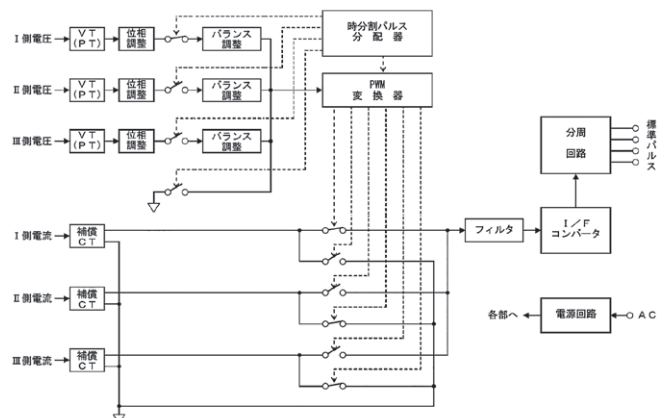 Ⅰ側電圧
VT
(PT)
位相
調整
バランス
調整
時分割パルス
分 配 器
Ⅱ側電圧
VT
(PT)
位相
調整
バランス
調整
PWM
変 換 器
Ⅲ側電圧
VT
(PT)
位相
調整
バランス
調整
分周
回路
標準パルス
Ⅰ側電流
補償
CT
フィルタ
I/F
コンバータ
Ⅱ側電流
補償
CT
各部へ
電源回路
AC
Ⅲ側電流
補償
CT